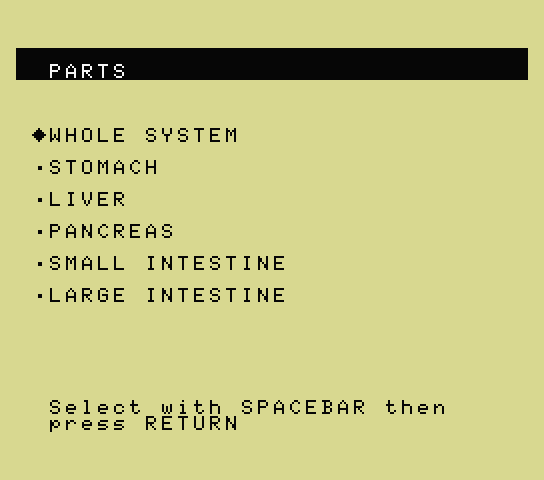 PARTS
◆WHOLE SYSTEM
·STOMACH
·LIVER
·PANCREAS
·SMALL INTESTINE
·LARGE INTESTINE
Select with SPACEBAR then
press RETURN